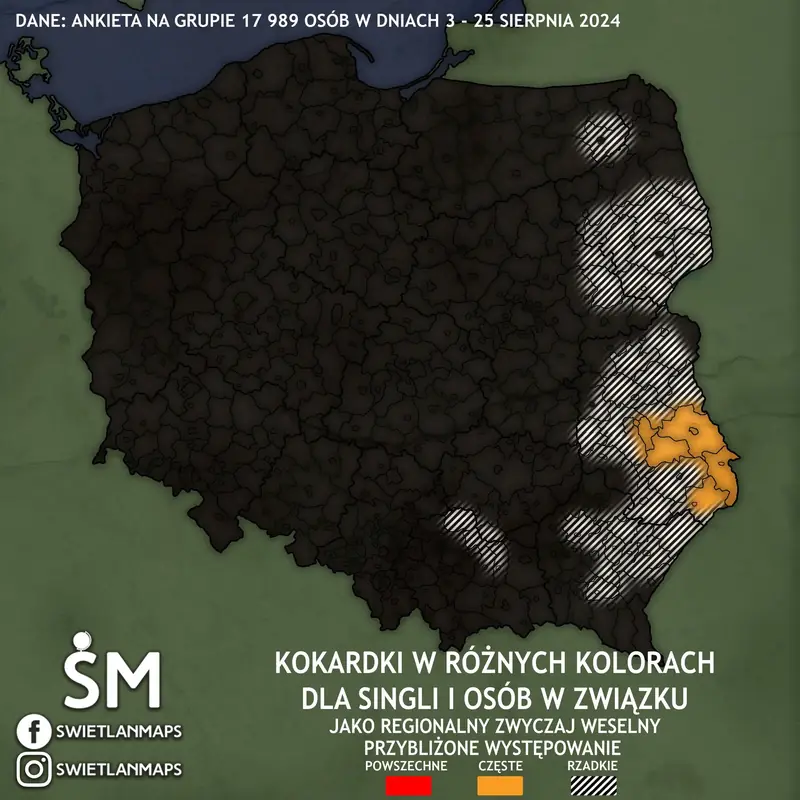 DANE: ANKIETA NA GRUPIE 17 989 OSÓB W DNIACH 3 - 25 SIERPNIA 2024
KOKARDKI W RÓŻNYCH KOLORACH
DLA SINGLI I OSÓB W ZWIĄZKU
JAKO REGIONALNY ZWYCZAJ WESELNY
PRZYBLIŻONE WYSTĘPOWANIE
POWSZECHNE CZĘSTE RZADKIE
ŚM
SWIETLANMAPS
SWIETLANMAPS